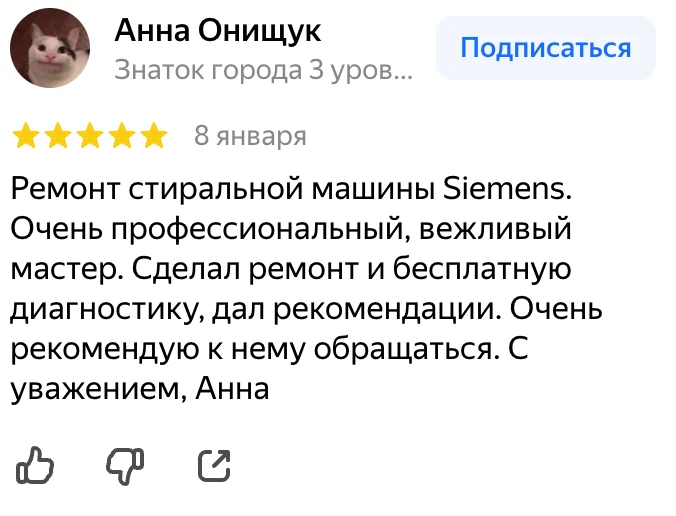 Анна Онищук
Подписаться
Знаток города 3 уров...
8 января
Ремонт стиральной машины Siemens.
Очень профессиональный, вежливый
мастер. Сделал ремонт и бесплатную
диагностику, дал рекомендации. Очень
рекомендую к нему обращаться. С
уважением, Анна